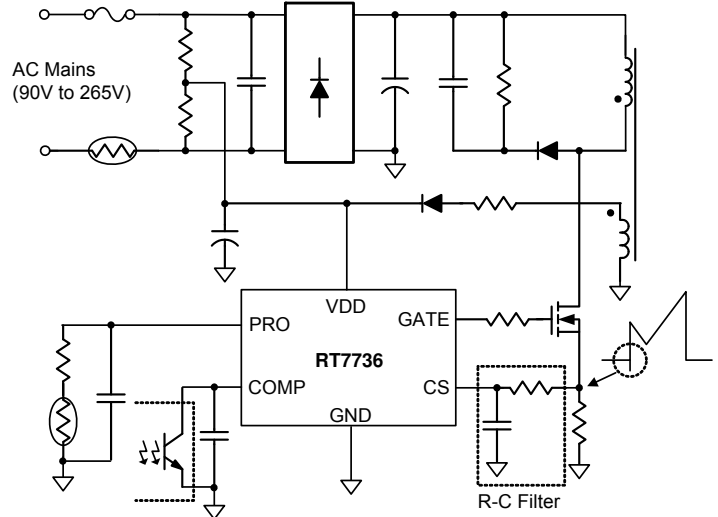 AC Mains
(90V to 265V)
VDD
PRO
GATE
RT7736
COMP
CS
GND
R-C Filter